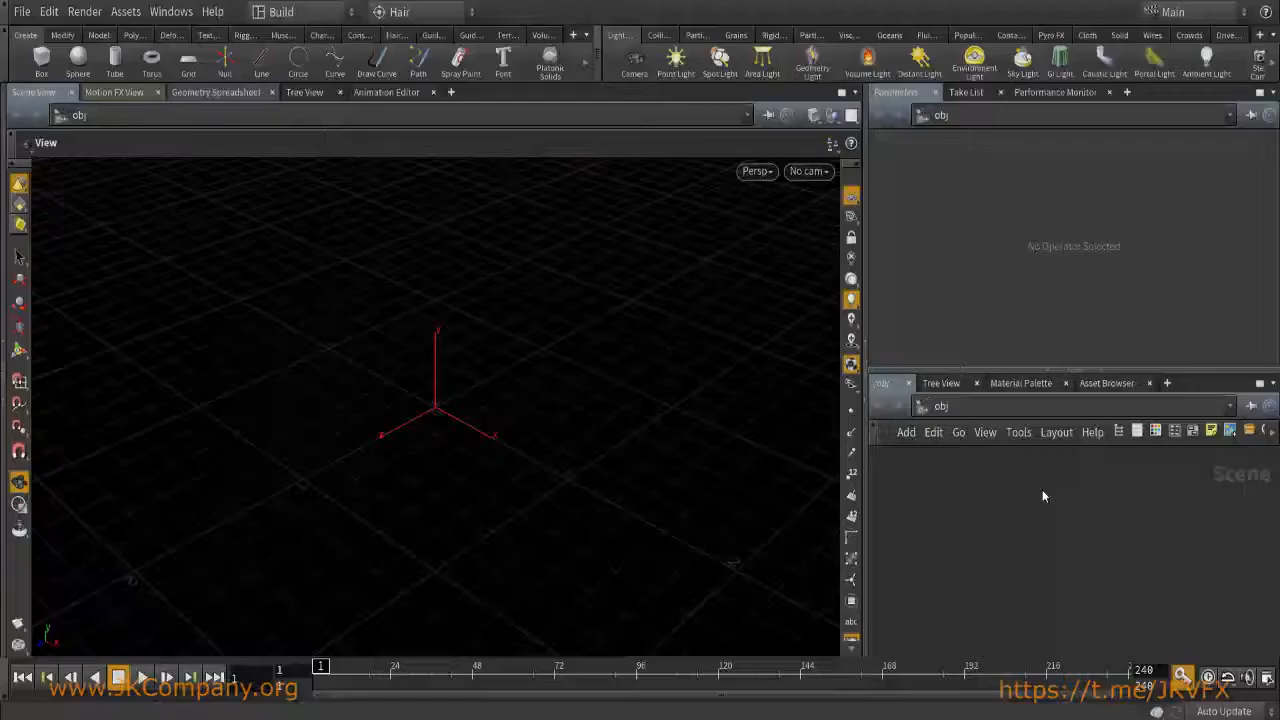 File Edit Render Assets Windows Help Build Hair Main
Create Modify Model Poly... Defo... Text... Rigg... Musc... Char... Cons... Hair... Guid... Guid... Terr... Volu... Light... Colli... Parti... Grains Rigid... Parti... Visc... Oceans Flui... Popul... Conta... Pyro FX Cloth Solid Wires Crowds Drive...
Box Sphere Tube Torus Grid Null Line Circle Curve Draw Curve Path Spray Paint Font Platonic Solids Camera Point Light Spot Light Area Light Geometry Light Volume Light Distant Light Environment Light Sky Light GI Light Caustic Light Portal Light Ambient Light
Scene View Motion FX View Geometry Spreadsheet Tree View Animation Editor Parameters Take List Performance Monitor
obj obj
View
Persp No cam
No Operator Selected
y
z x
/obj Tree View Material Palette Asset Browser
obj
Add Edit Go View Tools Layout Help
Scene
abc
1 1 1 24 48 72 96 120 144 168 192 216 240
240
www.JKCompany.org https://t.me/JKVFX
Auto Update